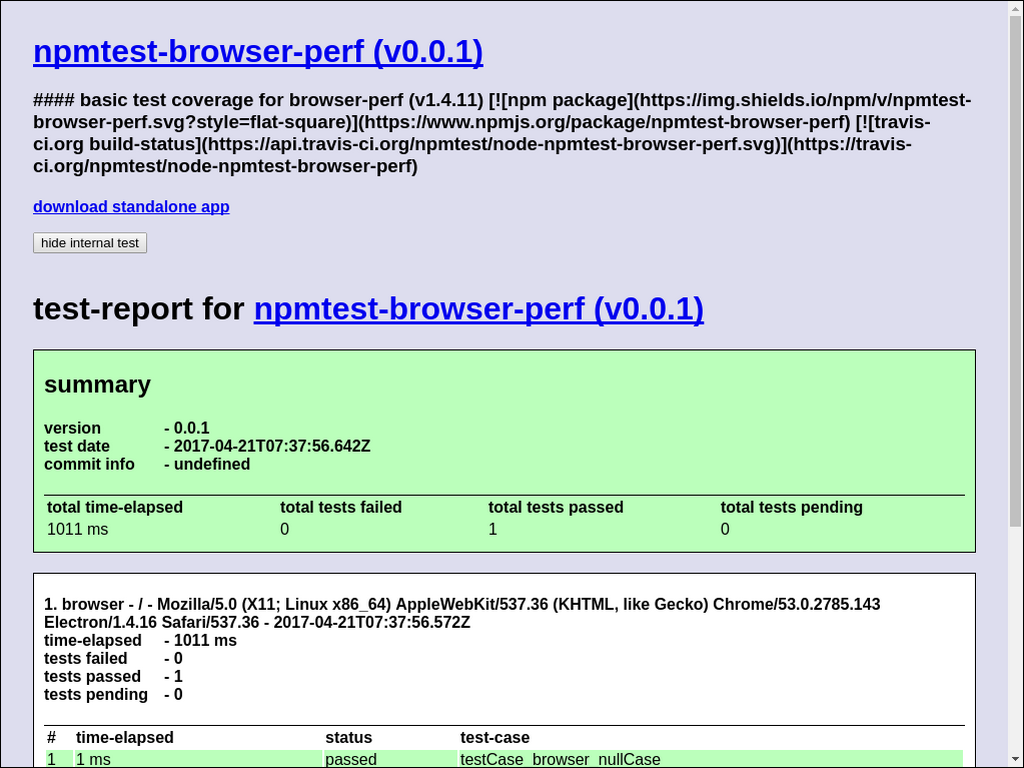 npmtest-browser-perf (v0.0.1)
#### basic test coverage for browser-perf (v1.4.11) [![npm package](https://img.shields.io/npm/v/npmtest-
browser-perf.svg?style=flat-square)](https://www.npmjs.org/package/npmtest-browser-perf) [![travis-
ci.org build-status](https://api.travis-ci.org/npmtest/node-npmtest-browser-perf.svg)](https://travis-
ci.org/npmtest/node-npmtest-browser-perf)
download standalone app
hide internal test
test-report for npmtest-browser-perf (v0.0.1)
summary
version - 0.0.1
test date - 2017-04-21T07:37:56.642Z
commit info - undefined
total time-elapsed total tests failed total tests passed total tests pending
1011 ms 0 1 0
1. browser - / - Mozilla/5.0 (X11; Linux x86_64) AppleWebKit/537.36 (KHTML, like Gecko) Chrome/53.0.2785.143
Electron/1.4.16 Safari/537.36 - 2017-04-21T07:37:56.572Z
time-elapsed - 1011 ms
tests failed - 0
tests passed - 1
tests pending - 0
# time-elapsed status test-case
1 1 ms passed testCase_browser_nullCase